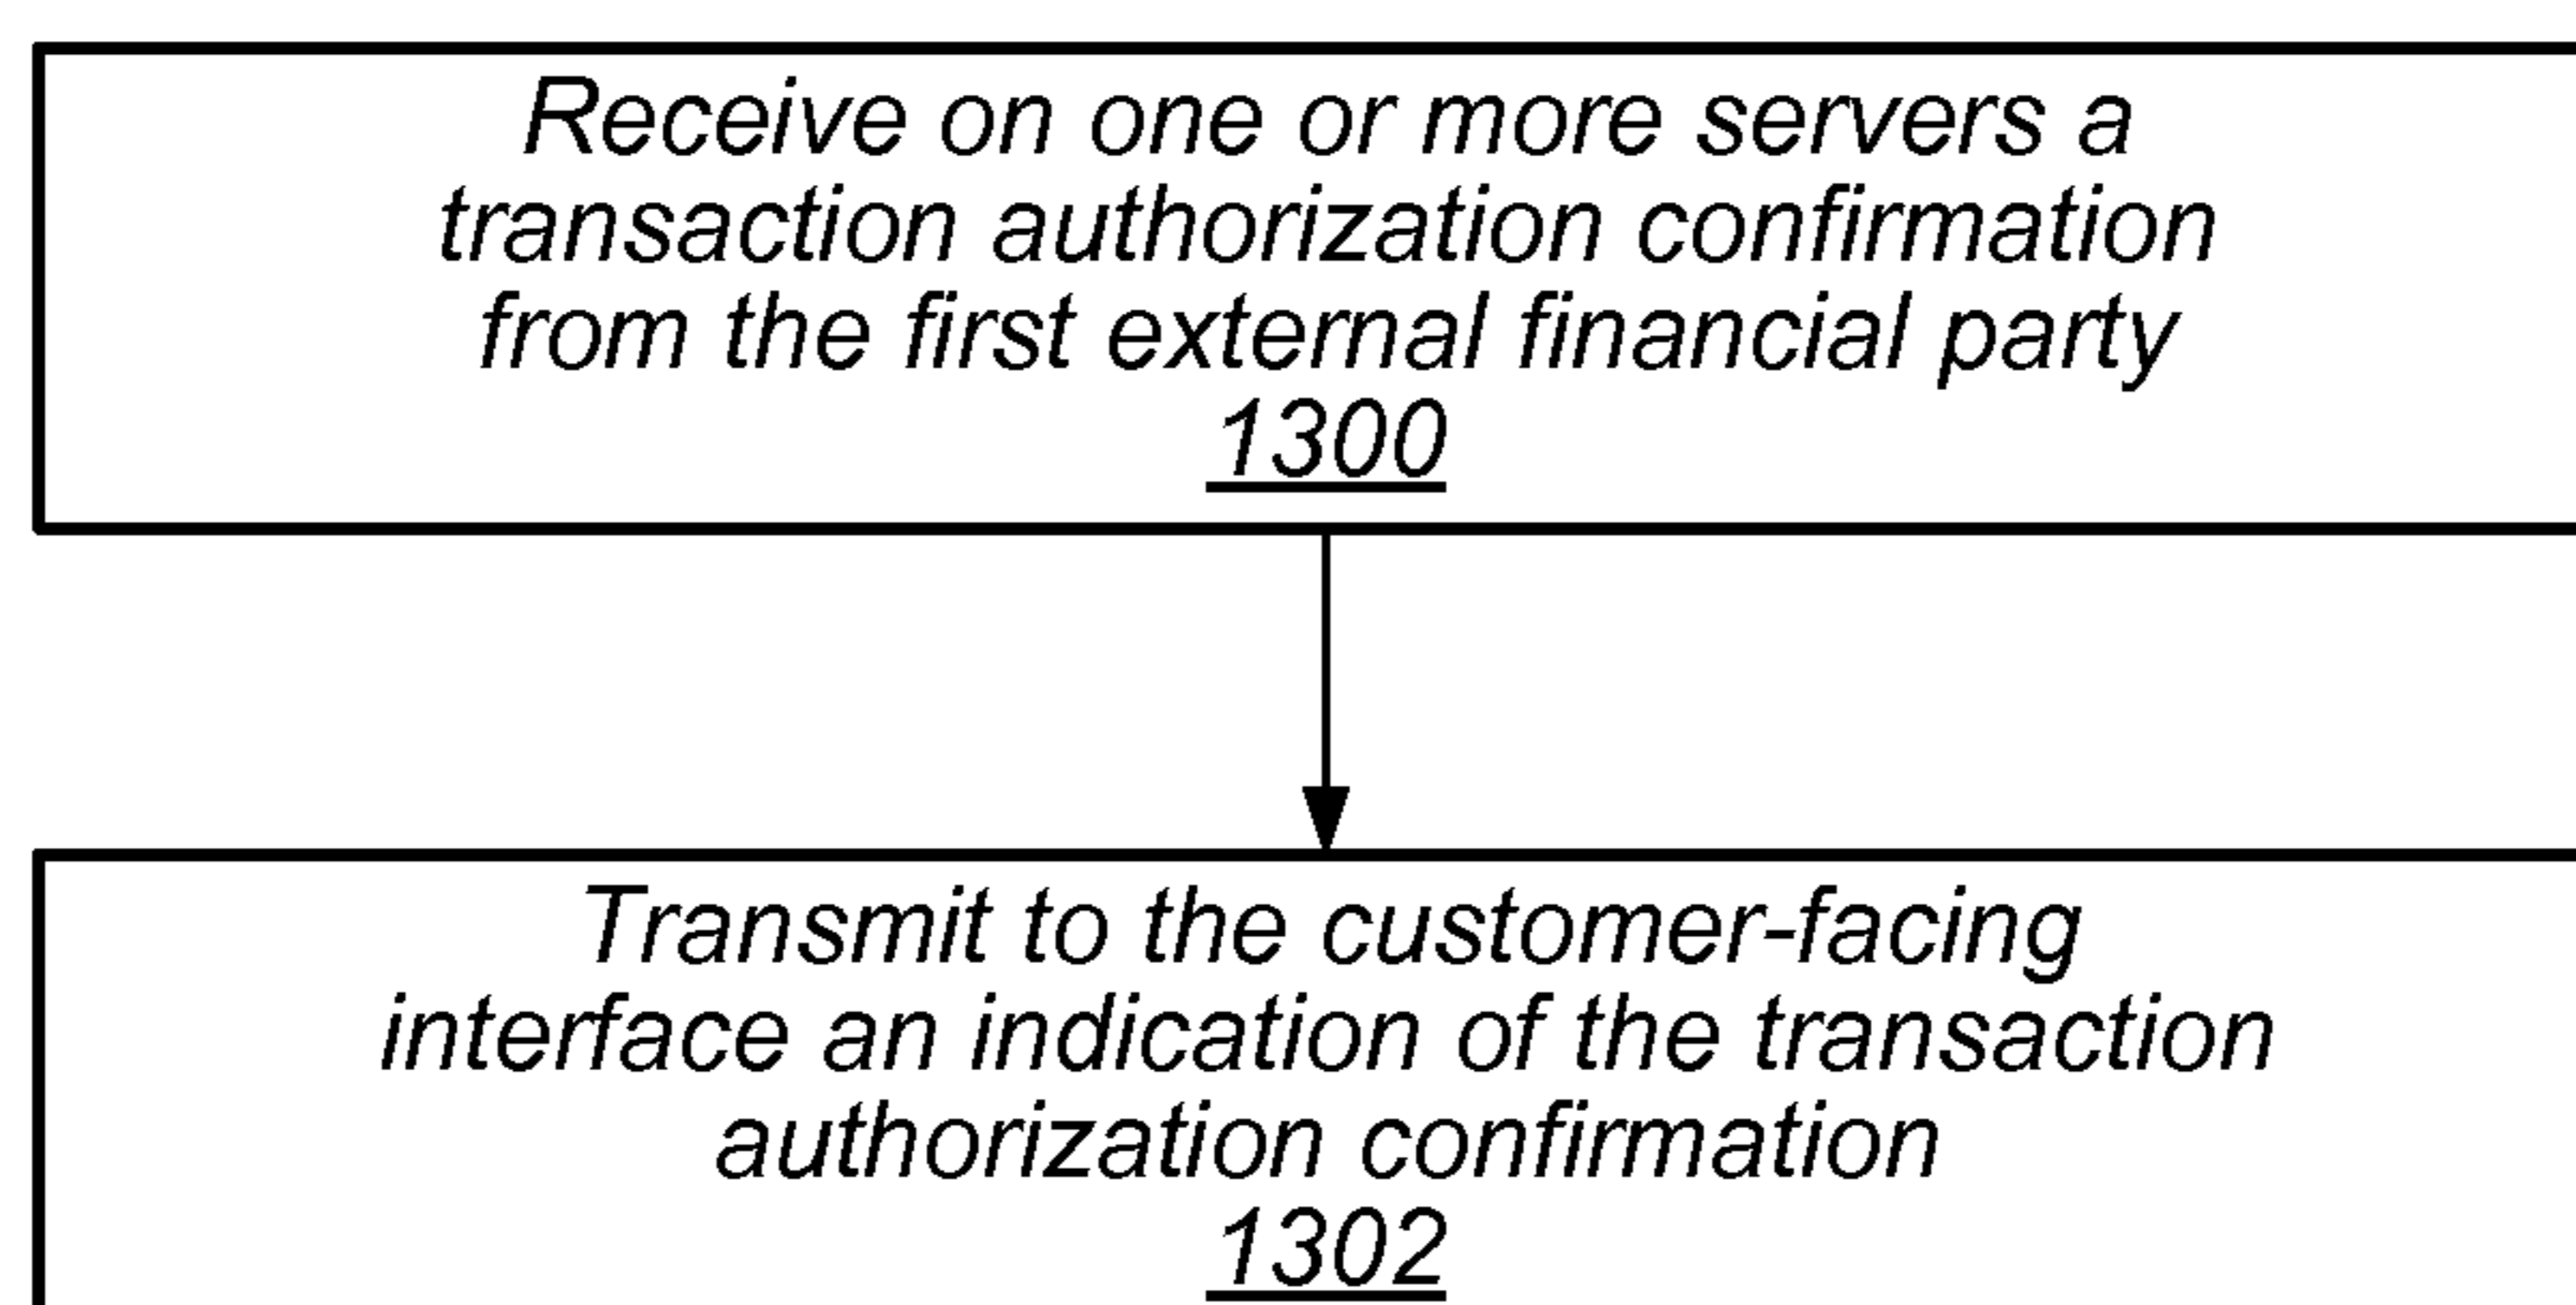 Receive on one or more servers a
transaction authorization confirmation
from the first external financial party
1300
Transmit to the customer-facing
interface an indication of the transaction
authorization confirmation
1302